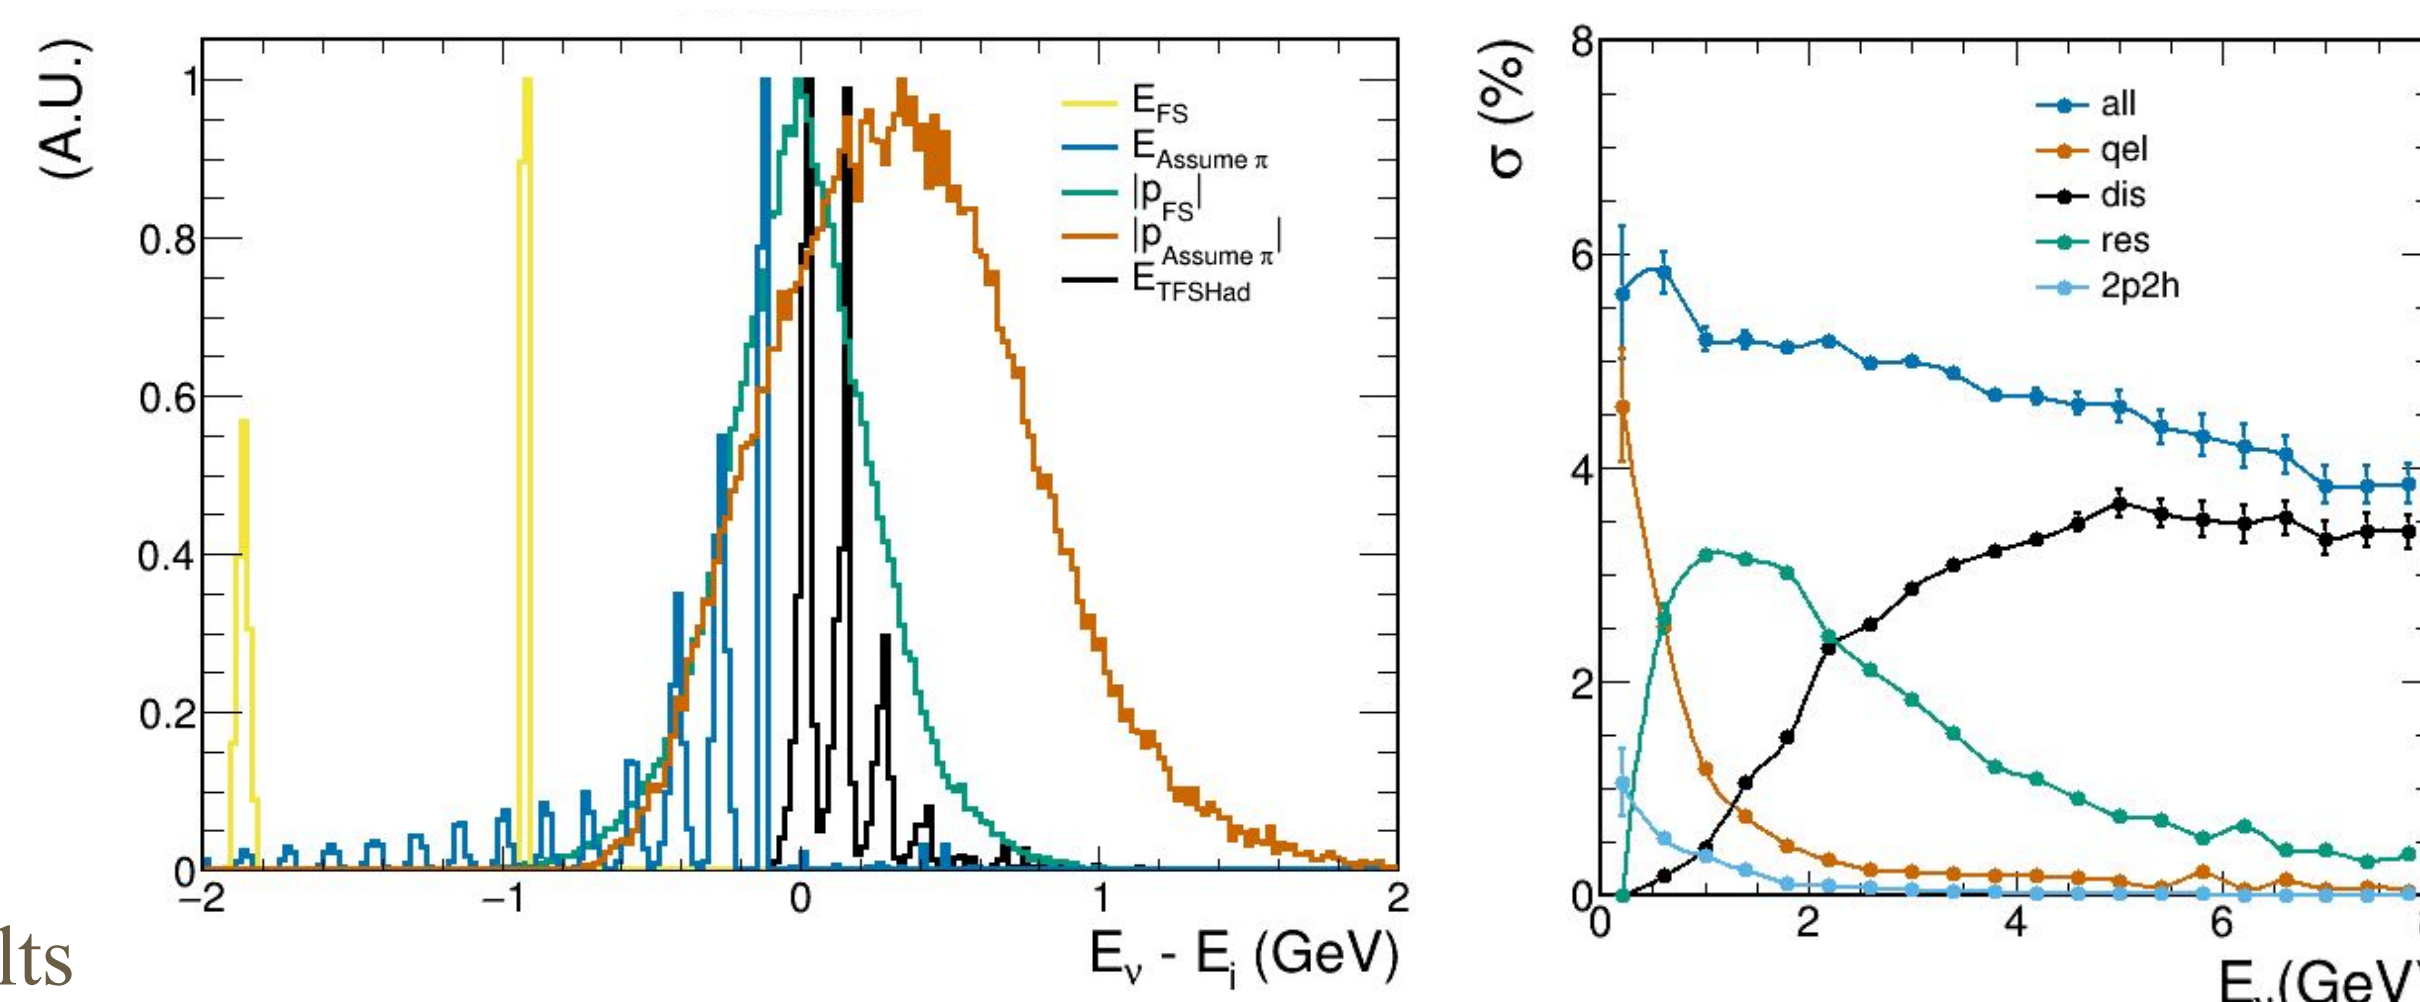 (A.U.)
1
0.8
0.6
0.4
0.2
0
−2
−1
0
1
2
E_ν - E_i (GeV)
E_FS
E_Assume π
|p_FS|
|p_Assume π|
E_TFSHad
σ (%)
8
6
4
2
0
0
2
4
6
all
qel
dis
res
2p2h
lts